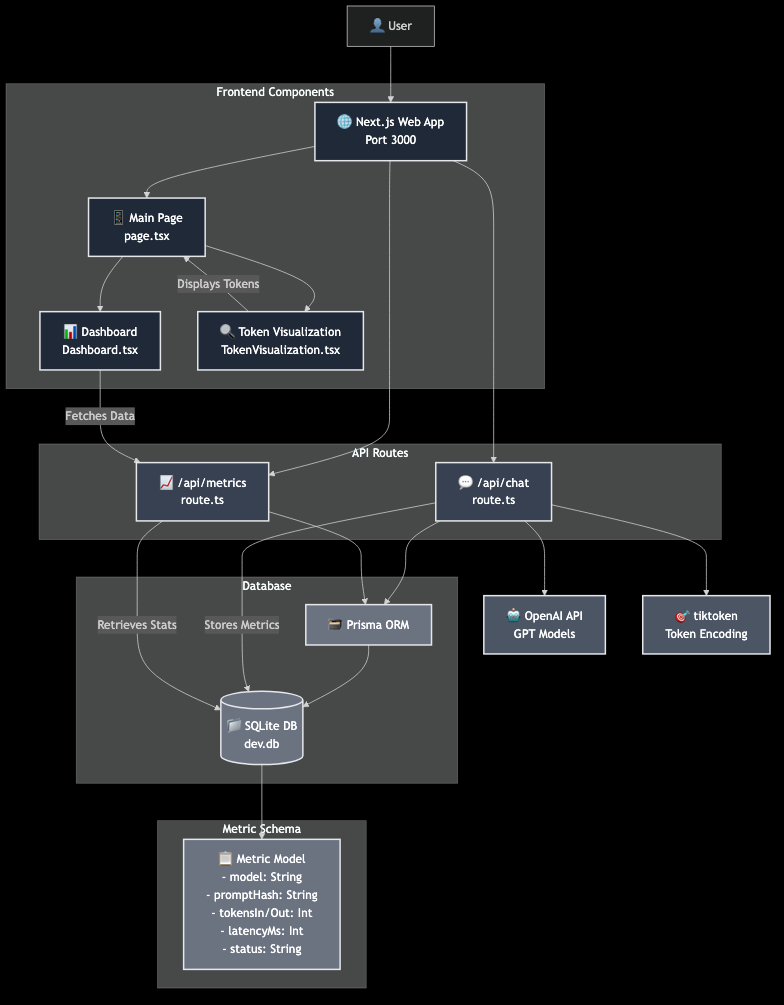 User
Frontend Components
Next.js Web App
Port 3000
Main Page
page.tsx
Displays Tokens
Dashboard
Dashboard.tsx
Token Visualization
TokenVisualization.tsx
Fetches Data
API Routes
/api/metrics
route.ts
/api/chat
route.ts
Database
Retrieves Stats
Stores Metrics
Prisma ORM
OpenAI API
GPT Models
tiktoken
Token Encoding
SQLite DB
dev.db
Metric Schema
Metric Model
- model: String
- promptHash: String
- tokensIn/Out: Int
- latencyMs: Int
- status: String